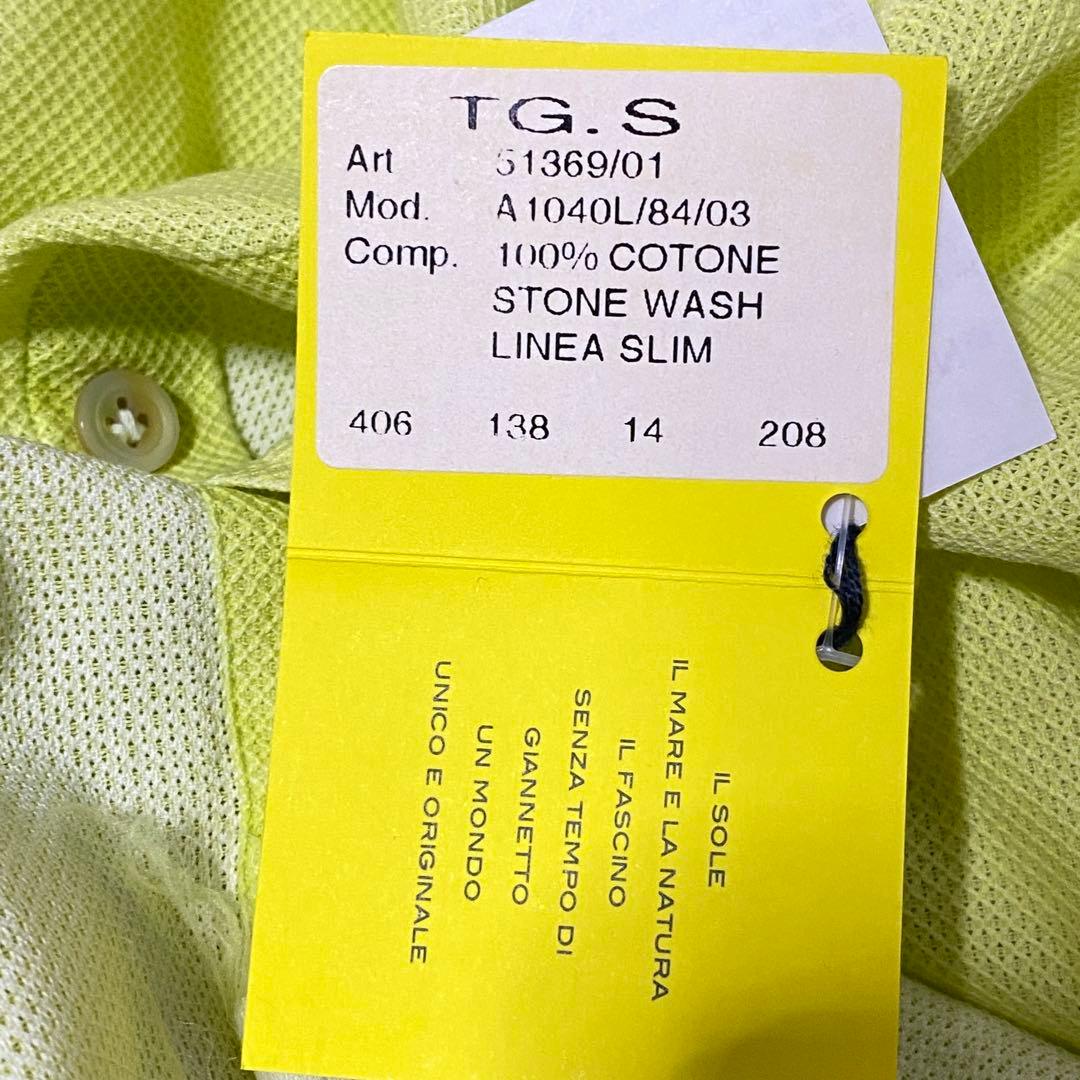 TG. S
Art 51369/01
Mod. A1040L/84/03
Comp. 100% COTONE
STONE WASH
LINEA SLIM
406 138 14 208
IL SOLE
IL MARE E LA NATURA
IL FASCINO
SENZA TEMPO DI
GIANNETTO
UN MONDO
UNICO E ORIGINALE